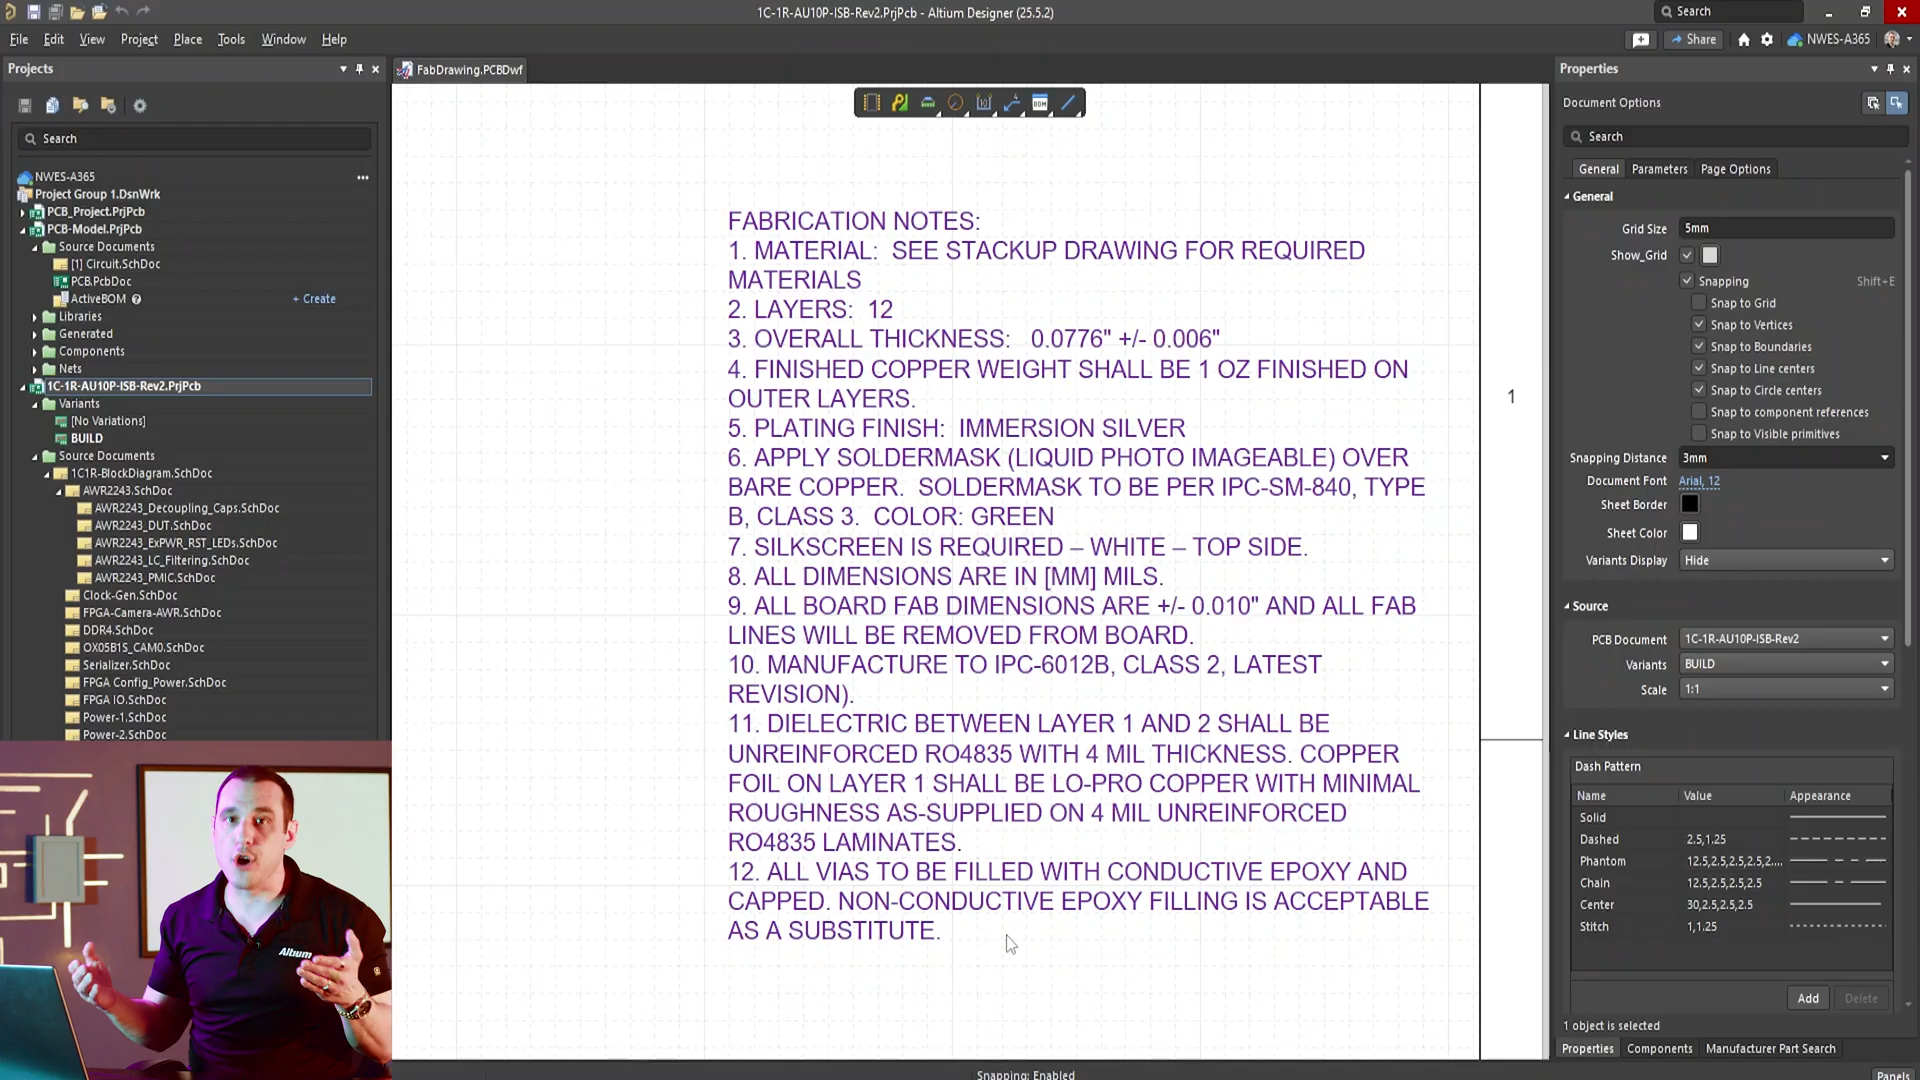 1C-1R-AU10P-ISB-Rev2.PrjPcb - Altium Designer (25.5.2)
Search
File Edit View Project Place Tools Window Help
Share
NWES-A365
Projects
Search
NWES-A365
Project Group 1.DsnWrk
PCB_Project.PrjPcb
PCB-Model.PrjPcb
Source Documents
[1] Circuit.SchDoc
PCB.PcbDoc
ActiveBOM
+ Create
Libraries
Generated
Components
Nets
1C-1R-AU10P-ISB-Rev2.PrjPcb
Variants
[No Variations]
BUILD
Source Documents
1C1R-BlockDiagram.SchDoc
AWR2243.SchDoc
AWR2243_Decoupling_Caps.SchDoc
AWR2243_DUT.SchDoc
AWR2243_ExPWR_RST_LEDs.SchDoc
AWR2243_LC_Filtering.SchDoc
AWR2243_PMIC.SchDoc
Clock-Gen.SchDoc
FPGA-Camera-AWR.SchDoc
DDR4.SchDoc
OX05B1S_CAM0.SchDoc
Serializer.SchDoc
FPGA Config_Power.SchDoc
FPGA IO.SchDoc
Power-1.SchDoc
Power-2.SchDoc
Altium
FabDrawing.PCBDwf
BOM
FABRICATION NOTES:
1. MATERIAL: SEE STACKUP DRAWING FOR REQUIRED
MATERIALS
2. LAYERS: 12
3. OVERALL THICKNESS: 0.0776" +/- 0.006"
4. FINISHED COPPER WEIGHT SHALL BE 1 OZ FINISHED ON
OUTER LAYERS.
5. PLATING FINISH: IMMERSION SILVER
6. APPLY SOLDERMASK (LIQUID PHOTO IMAGEABLE) OVER
BARE COPPER. SOLDERMASK TO BE PER IPC-SM-840, TYPE
B, CLASS 3. COLOR: GREEN
7. SILKSCREEN IS REQUIRED – WHITE – TOP SIDE.
8. ALL DIMENSIONS ARE IN [MM] MILS.
9. ALL BOARD FAB DIMENSIONS ARE +/- 0.010" AND ALL FAB
LINES WILL BE REMOVED FROM BOARD.
10. MANUFACTURE TO IPC-6012B, CLASS 2, LATEST
REVISION).
11. DIELECTRIC BETWEEN LAYER 1 AND 2 SHALL BE
UNREINFORCED RO4835 WITH 4 MIL THICKNESS. COPPER
FOIL ON LAYER 1 SHALL BE LO-PRO COPPER WITH MINIMAL
ROUGHNESS AS-SUPPLIED ON 4 MIL UNREINFORCED
RO4835 LAMINATES.
12. ALL VIAS TO BE FILLED WITH CONDUCTIVE EPOXY AND
CAPPED. NON-CONDUCTIVE EPOXY FILLING IS ACCEPTABLE
AS A SUBSTITUTE.
1
Snapping: Enabled
Properties
Document Options
Search
General Parameters Page Options
General
Grid Size 5mm
Show_Grid
Snapping Shift+E
Snap to Grid
Snap to Vertices
Snap to Boundaries
Snap to Line centers
Snap to Circle centers
Snap to component references
Snap to Visible primitives
Snapping Distance 3mm
Document Font Arial, 12
Sheet Border
Sheet Color
Variants Display Hide
Source
PCB Document 1C-1R-AU10P-ISB-Rev2
Variants BUILD
Scale 1:1
Line Styles
Dash Pattern
Name Value Appearance
Solid
Dashed 2.5,1.25
Phantom 12.5,2.5,2.5,2.5,2....
Chain 12.5,2.5,2.5,2.5
Center 30,2.5,2.5,2.5
Stitch 1,1.25
Add Delete
1 object is selected
Properties Components Manufacturer Part Search
Panels